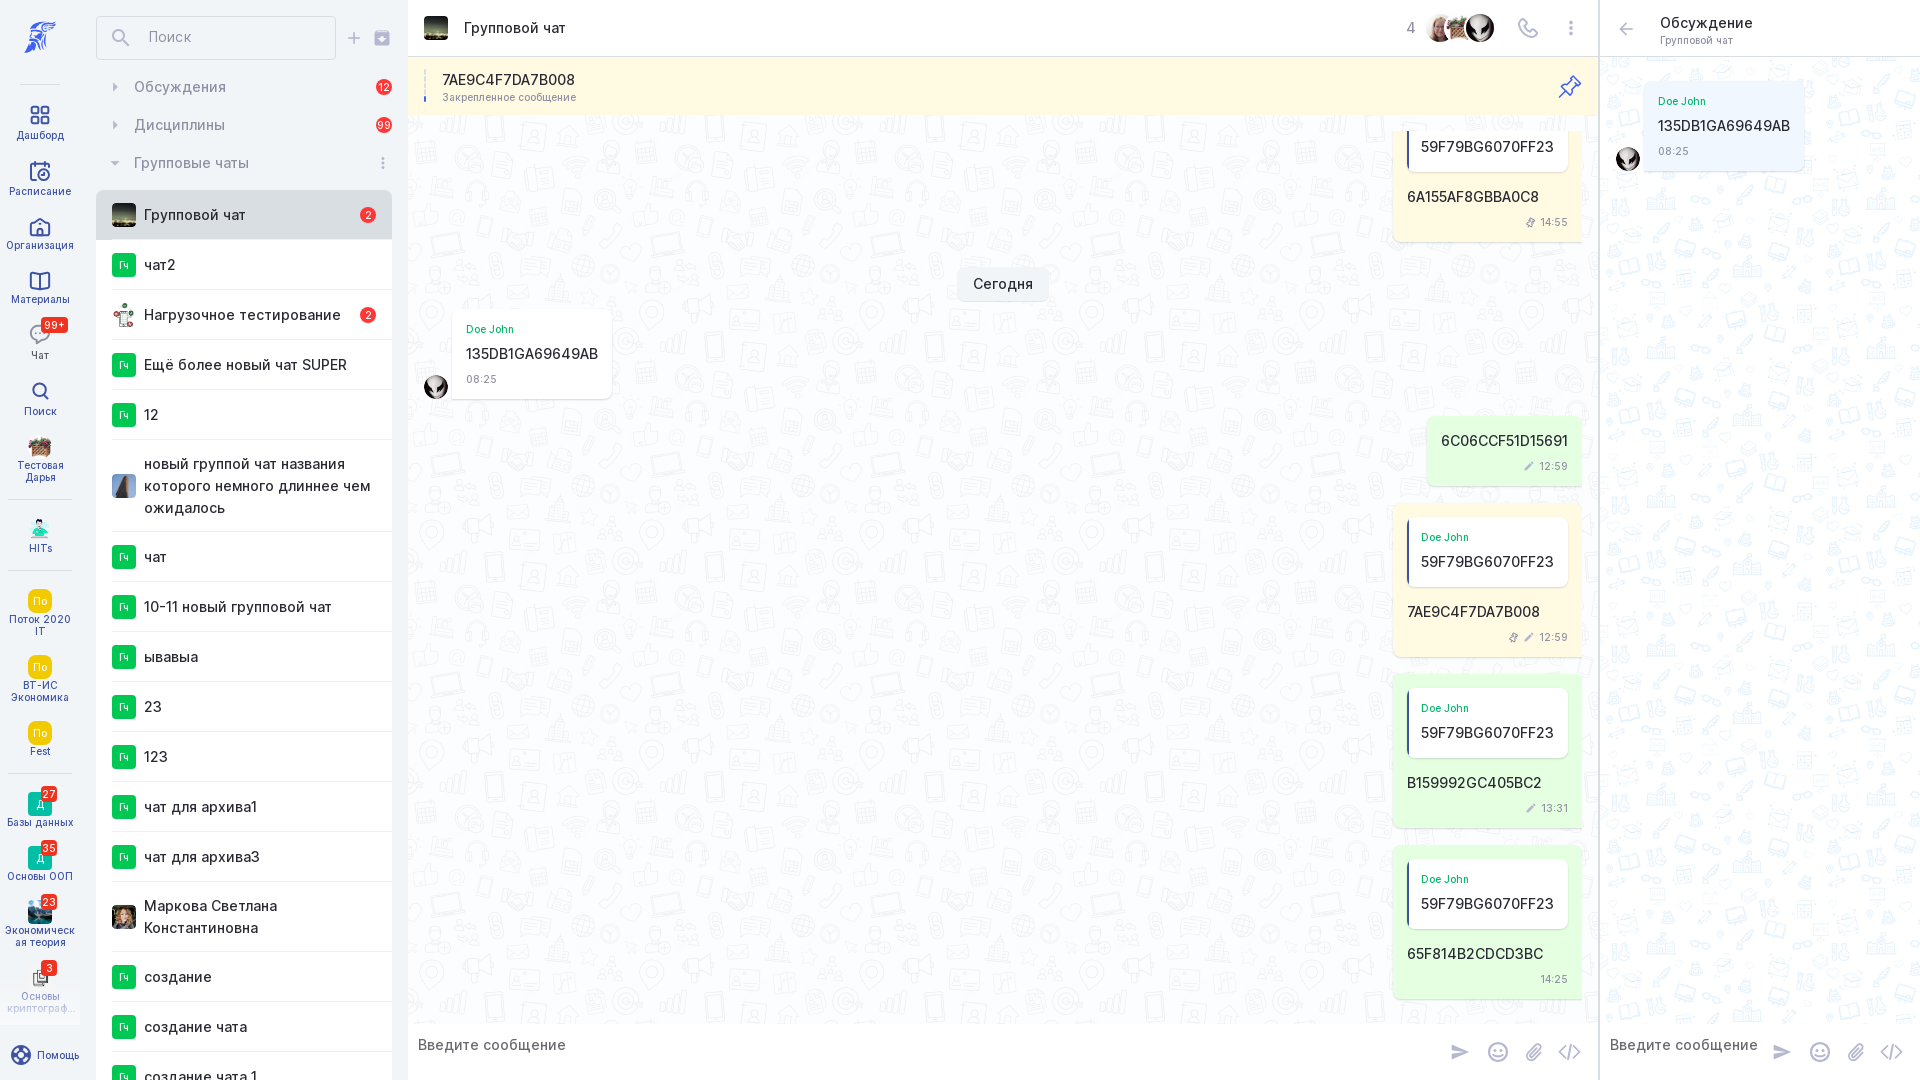 Дашборд
Расписание
Организация
Материалы
99+
Чат
Поиск
Тестовая
Дарья
HITs
По
Поток 2020
IT
По
ВТ-ИС
Экономика
По
Fest
27
Д
Базы данных
35
Д
Основы ООП
23
Экономическ
ая теория
3
Основы
криптограф...
Помощь
Поиск
Обсуждения 12
Дисциплины 99
Групповые чаты
Групповой чат 2
Гч чат2
Нагрузочное тестирование 2
Гч Ещё более новый чат SUPER
Гч 12
новый группой чат названия
которого немного длиннее чем
ожидалось
Гч чат
Гч 10-11 новый групповой чат
Гч ывавыа
Гч 23
Гч 123
Гч чат для архива1
Гч чат для архива3
Маркова Светлана
Константиновна
Гч создание
Гч создание чата
Гч создание чата 1
Групповой чат 4
7AE9C4F7DA7B008
Закрепленное сообщение
59F79BG6070FF23
6A155AF8GBBA0C8
14:55
Сегодня
Doe John
135DB1GA69649AB
08:25
6C06CCF51D15691
12:59
Doe John
59F79BG6070FF23
7AE9C4F7DA7B008
12:59
Doe John
59F79BG6070FF23
B159992GC405BC2
13:31
Doe John
59F79BG6070FF23
65F814B2CDCD3BC
14:25
Введите сообщение
Обсуждение
Групповой чат
Doe John
135DB1GA69649AB
08:25
Введите сообщение